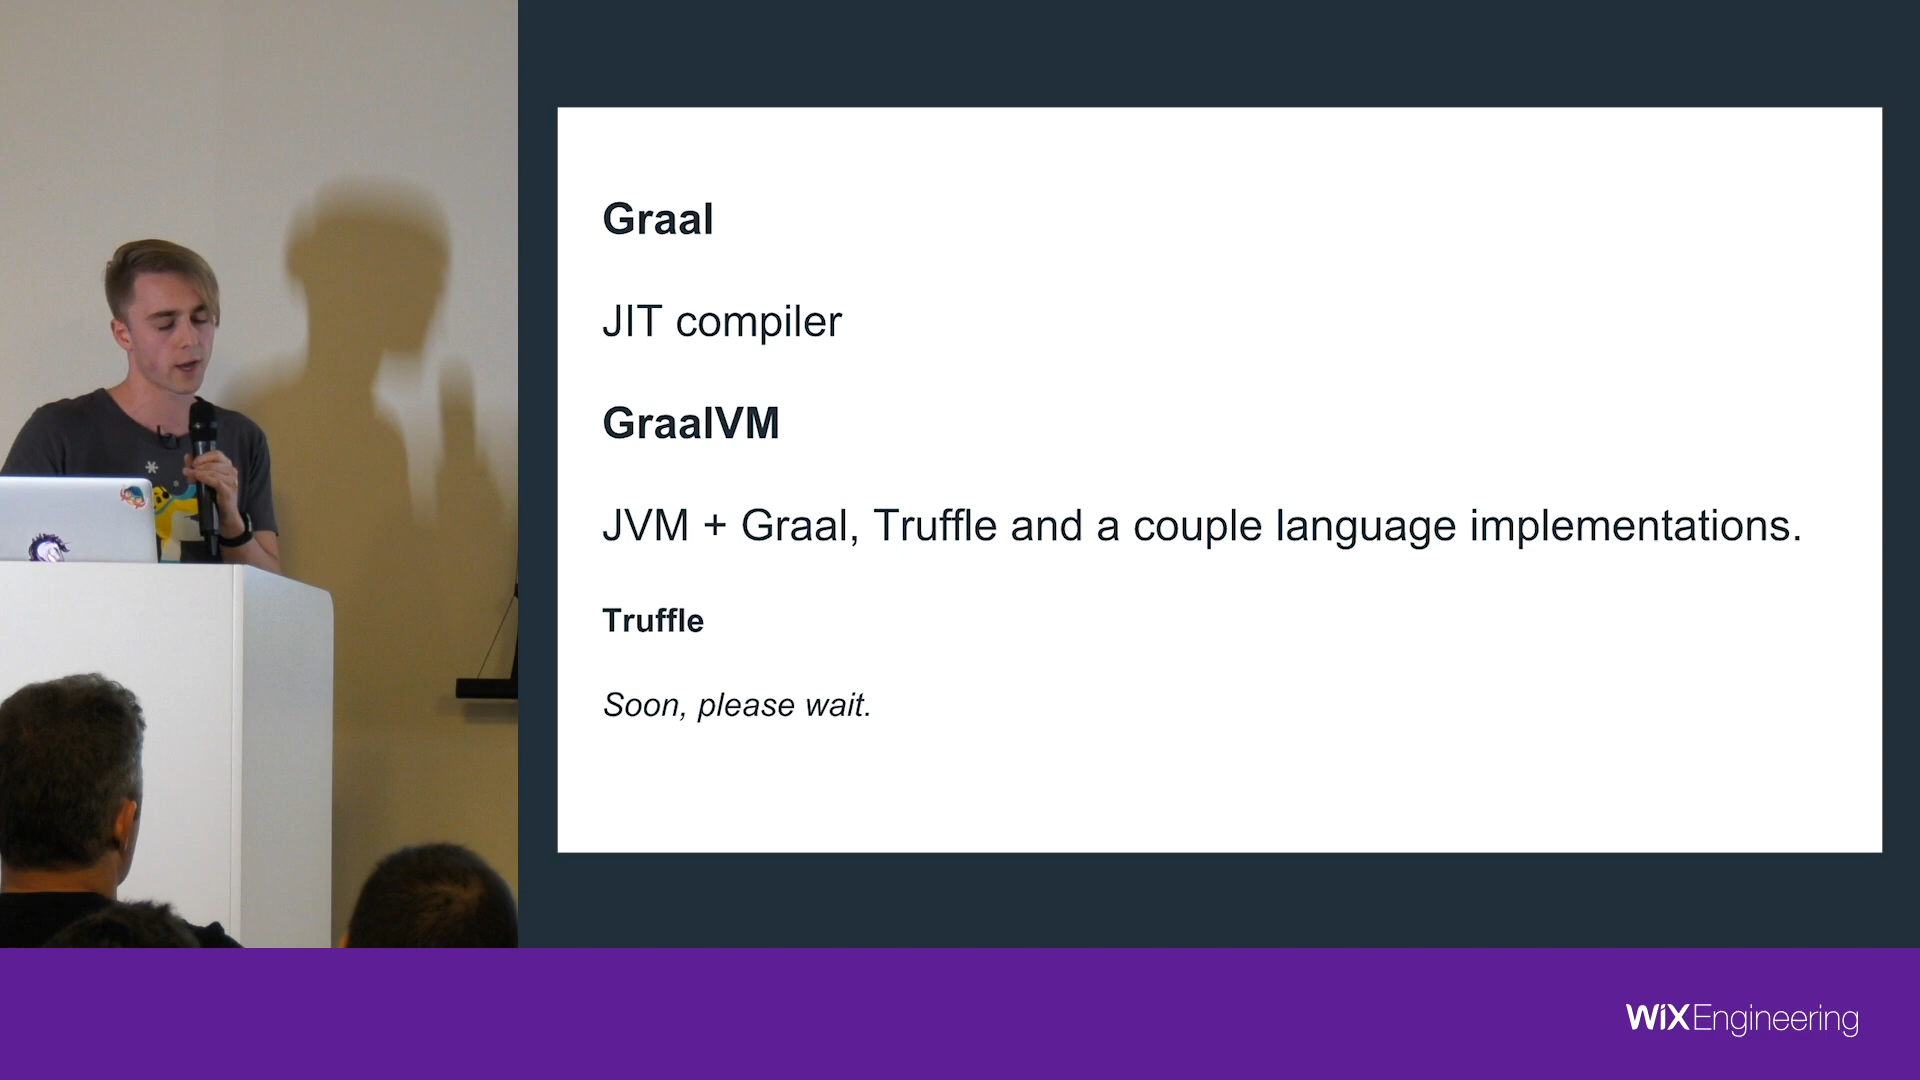 Graal
JIT compiler
GraalVM
JVM + Graal, Truffle and a couple language implementations.
Truffle
Soon, please wait.
WiX Engineering